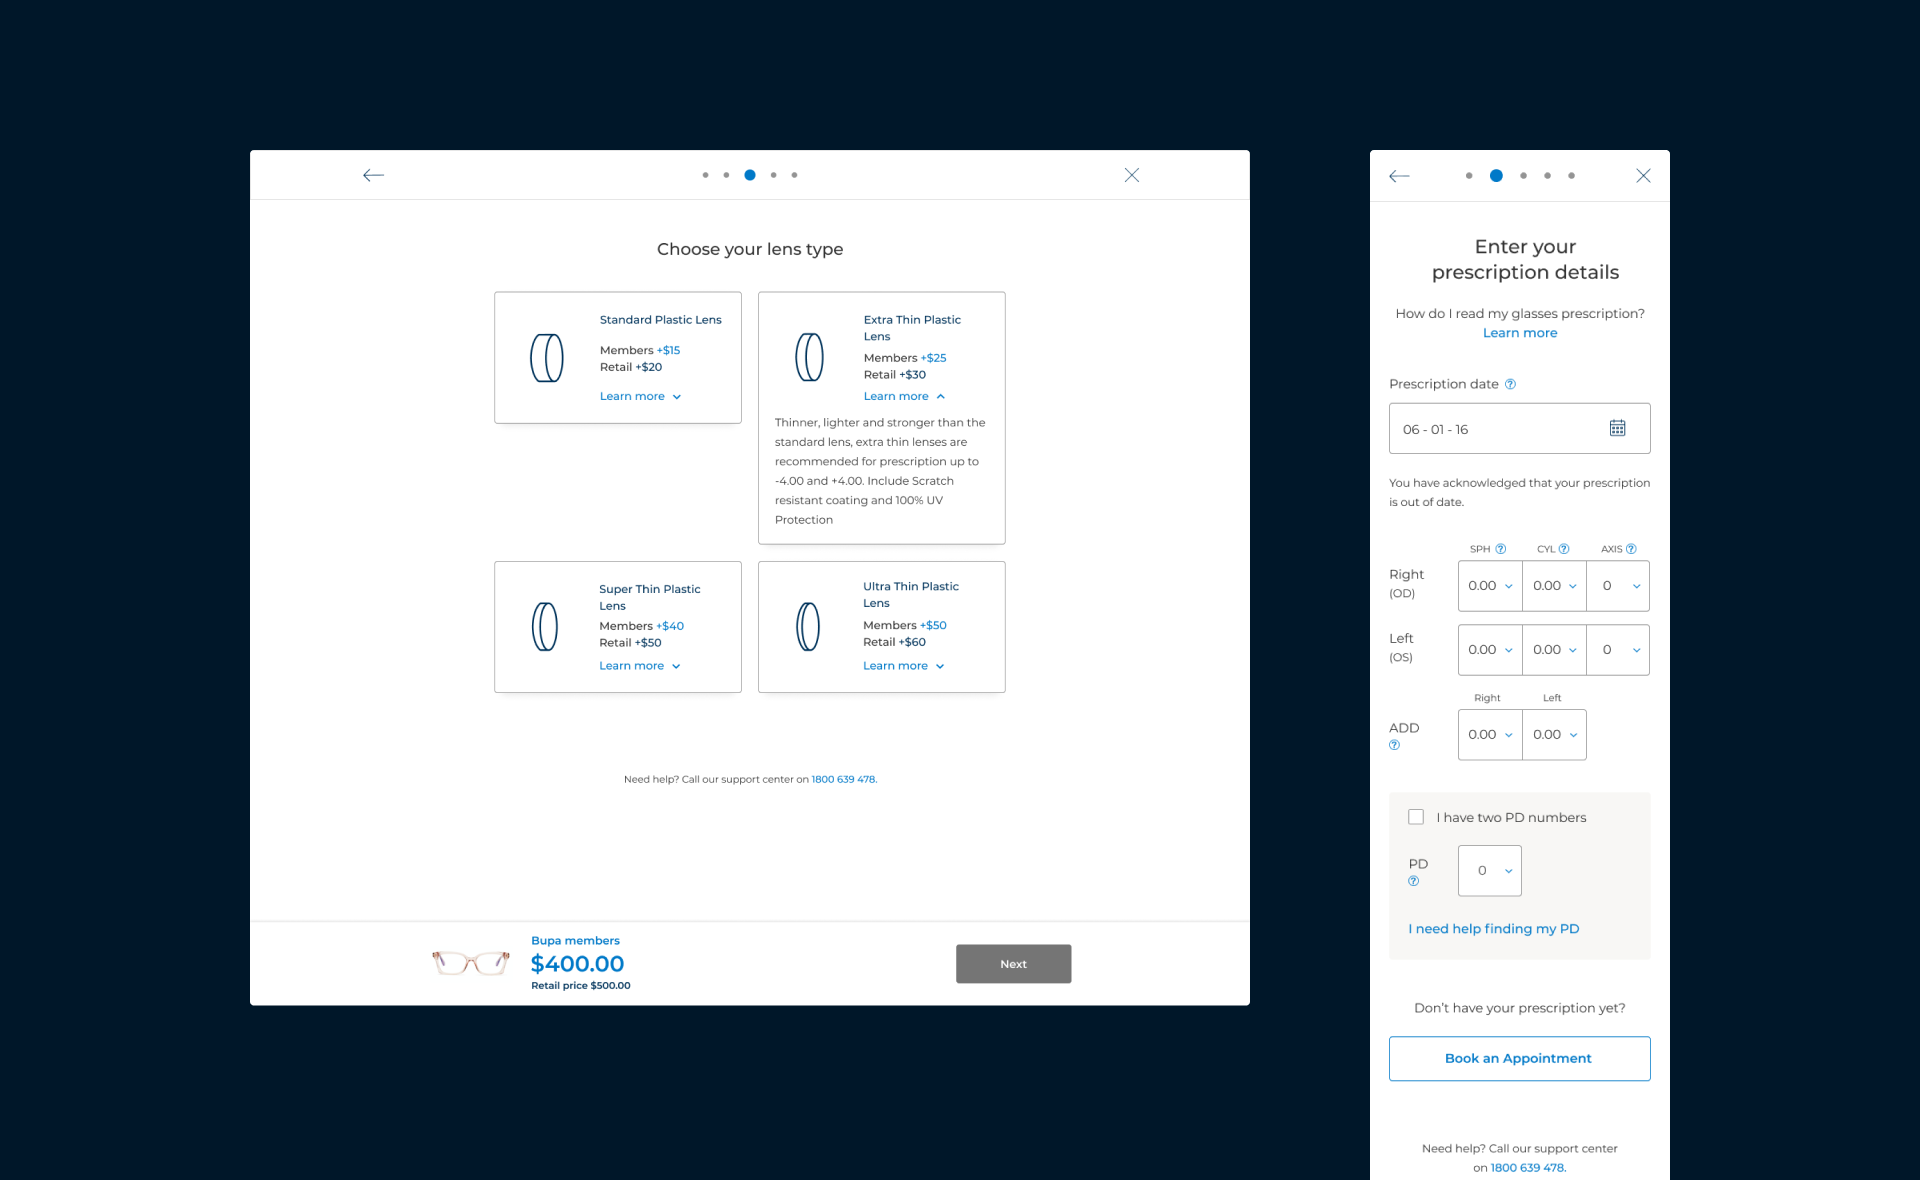 Choose your lens type
Standard Plastic Lens
Members +$15
Retail +$20
Learn more
Extra Thin Plastic
Lens
Members +$25
Retail +$30
Learn more
Thinner, lighter and stronger than the
standard lens, extra thin lenses are
recommended for prescription up to
-4.00 and +4.00. Include Scratch
resistant coating and 100% UV
Protection
Super Thin Plastic
Lens
Members +$40
Retail +$50
Learn more
Ultra Thin Plastic
Lens
Members +$50
Retail +$60
Learn more
Need help? Call our support center on 1800 639 478.
Bupa members
$400.00
Retail price $500.00
Next
Enter your
prescription details
How do I read my glasses prescription?
Learn more
Prescription date ?
06 - 01 - 16
You have acknowledged that your prescription
is out of date.
SPH ? CYL ? AXIS ?
Right
(OD)
0.00 0.00 0
Left
(OS)
0.00 0.00 0
Right Left
ADD
?
0.00 0.00
I have two PD numbers
PD
?
0
I need help finding my PD
Don't have your prescription yet?
Book an Appointment
Need help? Call our support center
on 1800 639 478.